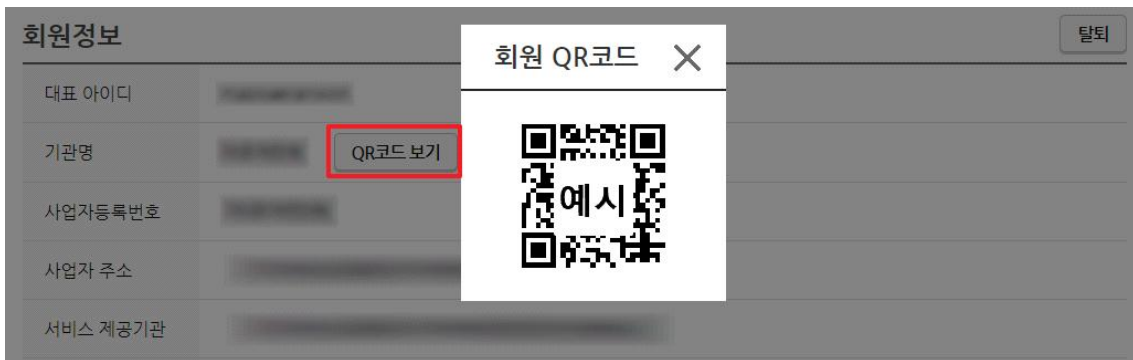 회원정보
탈퇴
회원 QR코드
대표 아이디
기관명
QR코드 보기
예시
사업자등록번호
사업자 주소
서비스 제공기관